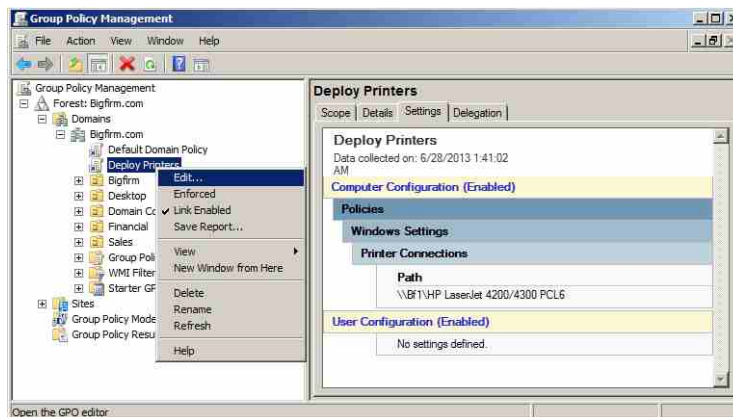 Group Policy Management
File Action View Window Help
Group Policy Management
Forest: Bigfirm.com
Domains
Bigfirm.com
Default Domain Policy
Deploy Printers
Bigfirm
Desktop
Domain Cc
Financial
Sales
Group Poli
WMI Filter
Starter GP
Sites
Group Policy Mode
Group Policy Resu
Edit...
Enforced
Link Enabled
Save Report...
View
New Window from Here
Delete
Rename
Refresh
Help
Deploy Printers
Scope Details Settings Delegation
Deploy Printers
Data collected on: 6/28/2013 1:41:02
AM
Computer Configuration (Enabled)
Policies
Windows Settings
Printer Connections
Path
\\Bf1\HP LaserJet 4200/4300 PCL6
User Configuration (Enabled)
No settings defined.
Open the GPO editor